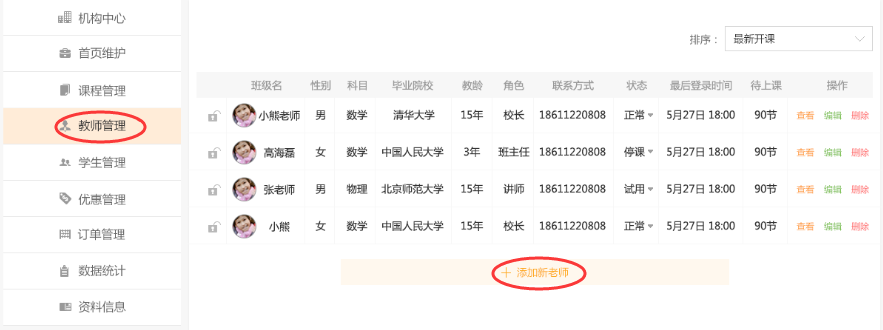 机构中心
首页维护
课程管理
教师管理
学生管理
优惠管理
订单管理
数据统计
资料信息
排序： 最新开课
班级名 性别 科目 毕业院校 教龄 角色 联系方式 状态 最后登录时间 待上课 操作
小熊老师 男 数学 清华大学 15年 校长 18611220808 正常 5月27日 18:00 90节 查看 编辑 删除
高海磊 女 数学 中国人民大学 3年 班主任 18611220808 停课 5月27日 18:00 90节 查看 编辑 删除
张老师 男 物理 北京师范大学 15年 讲师 18611220808 试用 5月27日 18:00 90节 查看 编辑 删除
小熊 女 数学 中国人民大学 15年 校长 18611220808 正常 5月27日 18:00 90节 查看 编辑 删除
＋ 添加新老师